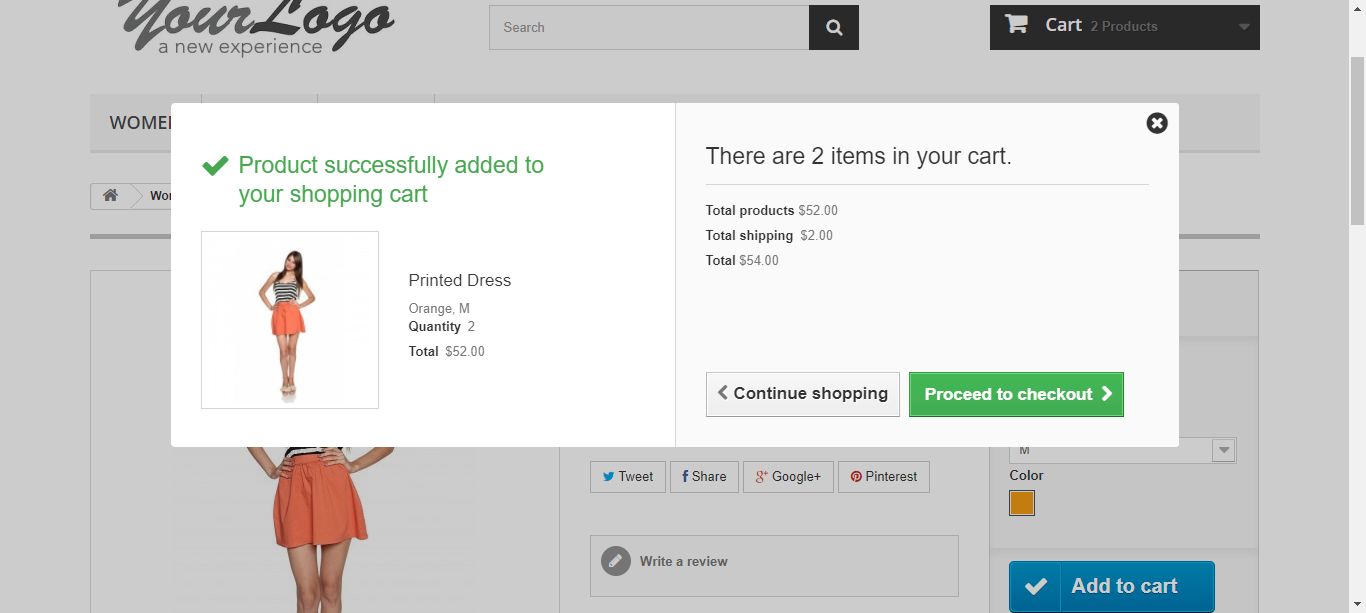 YourLogo
a new experience
Search
Cart 2 Products
WOMEN
Product successfully added to
your shopping cart
There are 2 items in your cart.
Total products $52.00
Total shipping $2.00
Total $54.00
Printed Dress
Orange, M
Quantity 2
Total $52.00
Continue shopping
Proceed to checkout
M
Color
Tweet
Share
Google+
Pinterest
Write a review
Add to cart